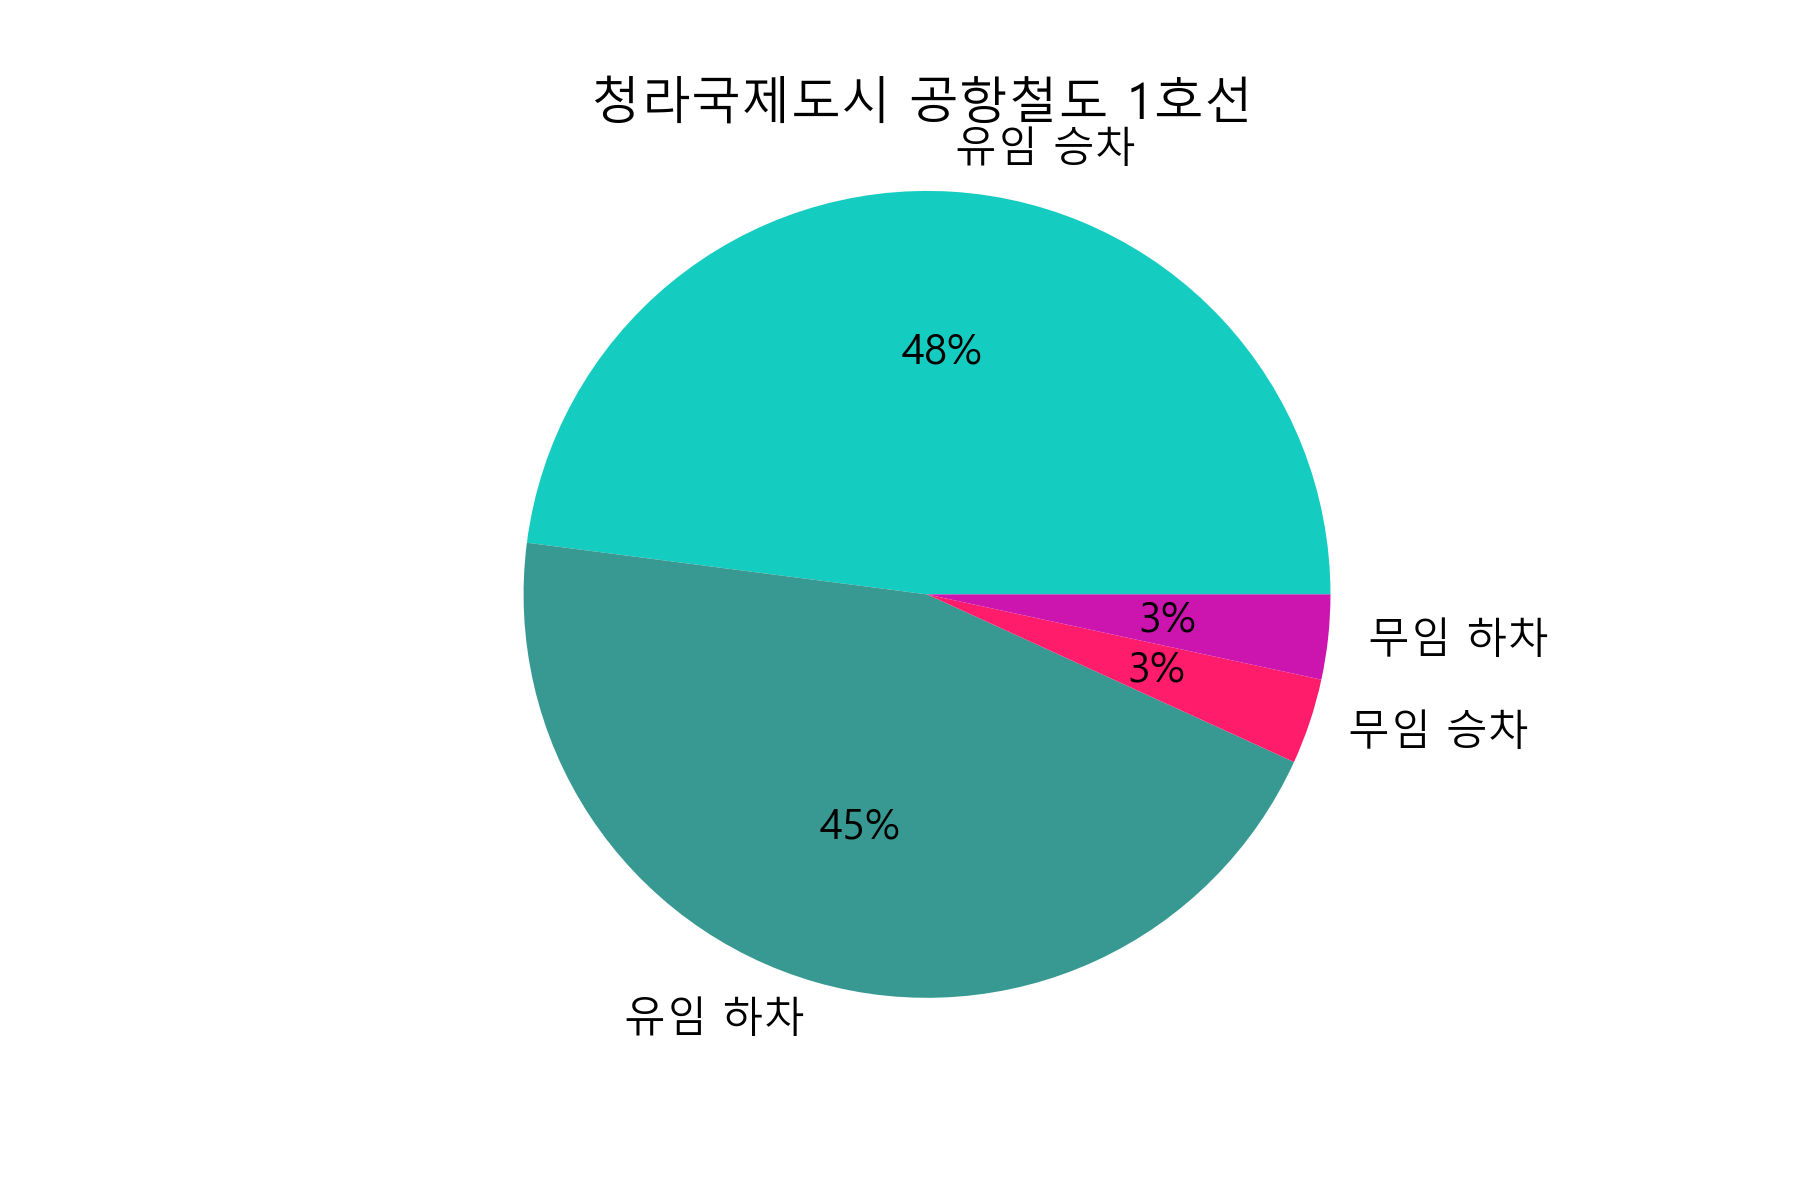 청라국제도시 공항철도 1호선
유임 승차
48%
3%
무임 하차
3%
무임 승차
45%
유임 하차